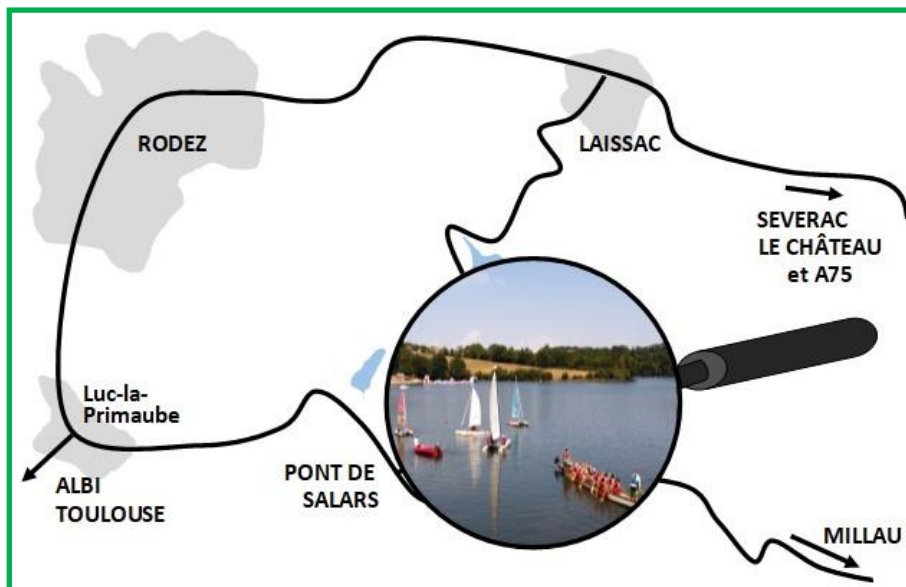 RODEZ
LAISSAC
SEVERAC
LE CHÂTEAU
et A75
Luc-la-
Primaube
ALBI
TOULOUSE
PONT DE
SALARS
MILLAU